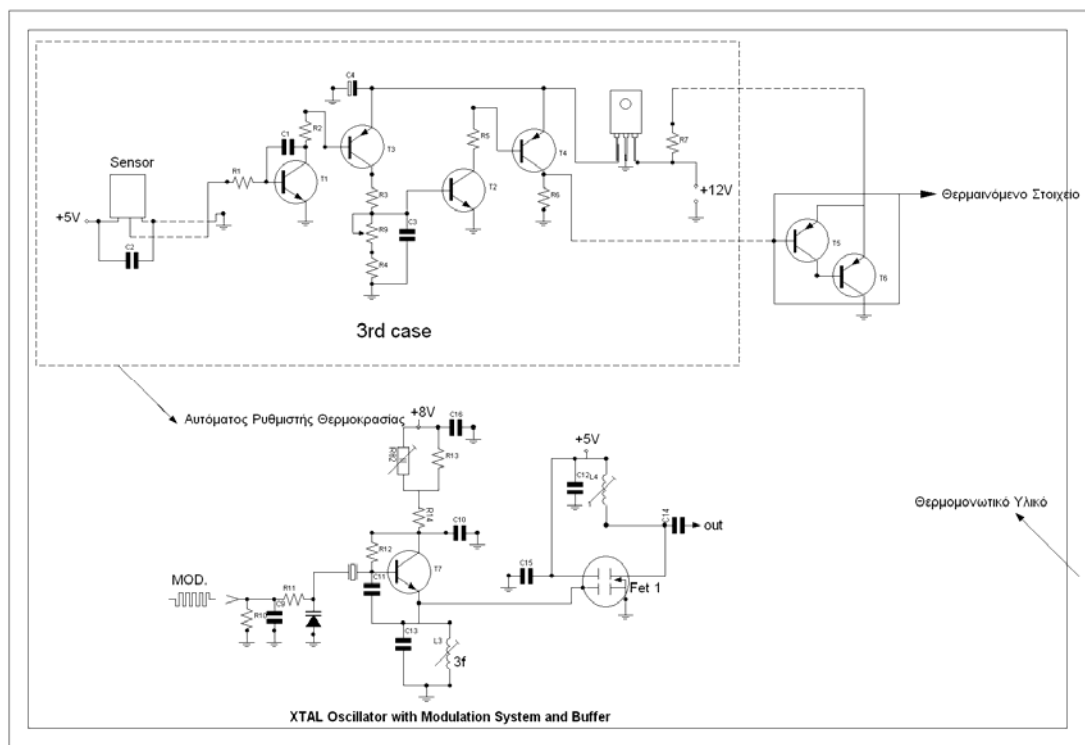 C4
R2
C1
T3
R5
T4
R7
Sensor
R1
T1
+12V
+5V
R3
T2
R6
Θερμαινόμενο Στοιχείο
C3
R9
C2
R4
T5
T6
3rd case
Αυτόματος Ρυθμιστής Θερμοκρασίας
+8V
C16
R13
+5V
R14
C12
L4
C10
C14
out
Θερμομονωτικό Υλικό
R12
T7
C15
C11
Fet 1
MOD.
R11
C9
R10
C13
L3
3f
XTAL Oscillator with Modulation System and Buffer